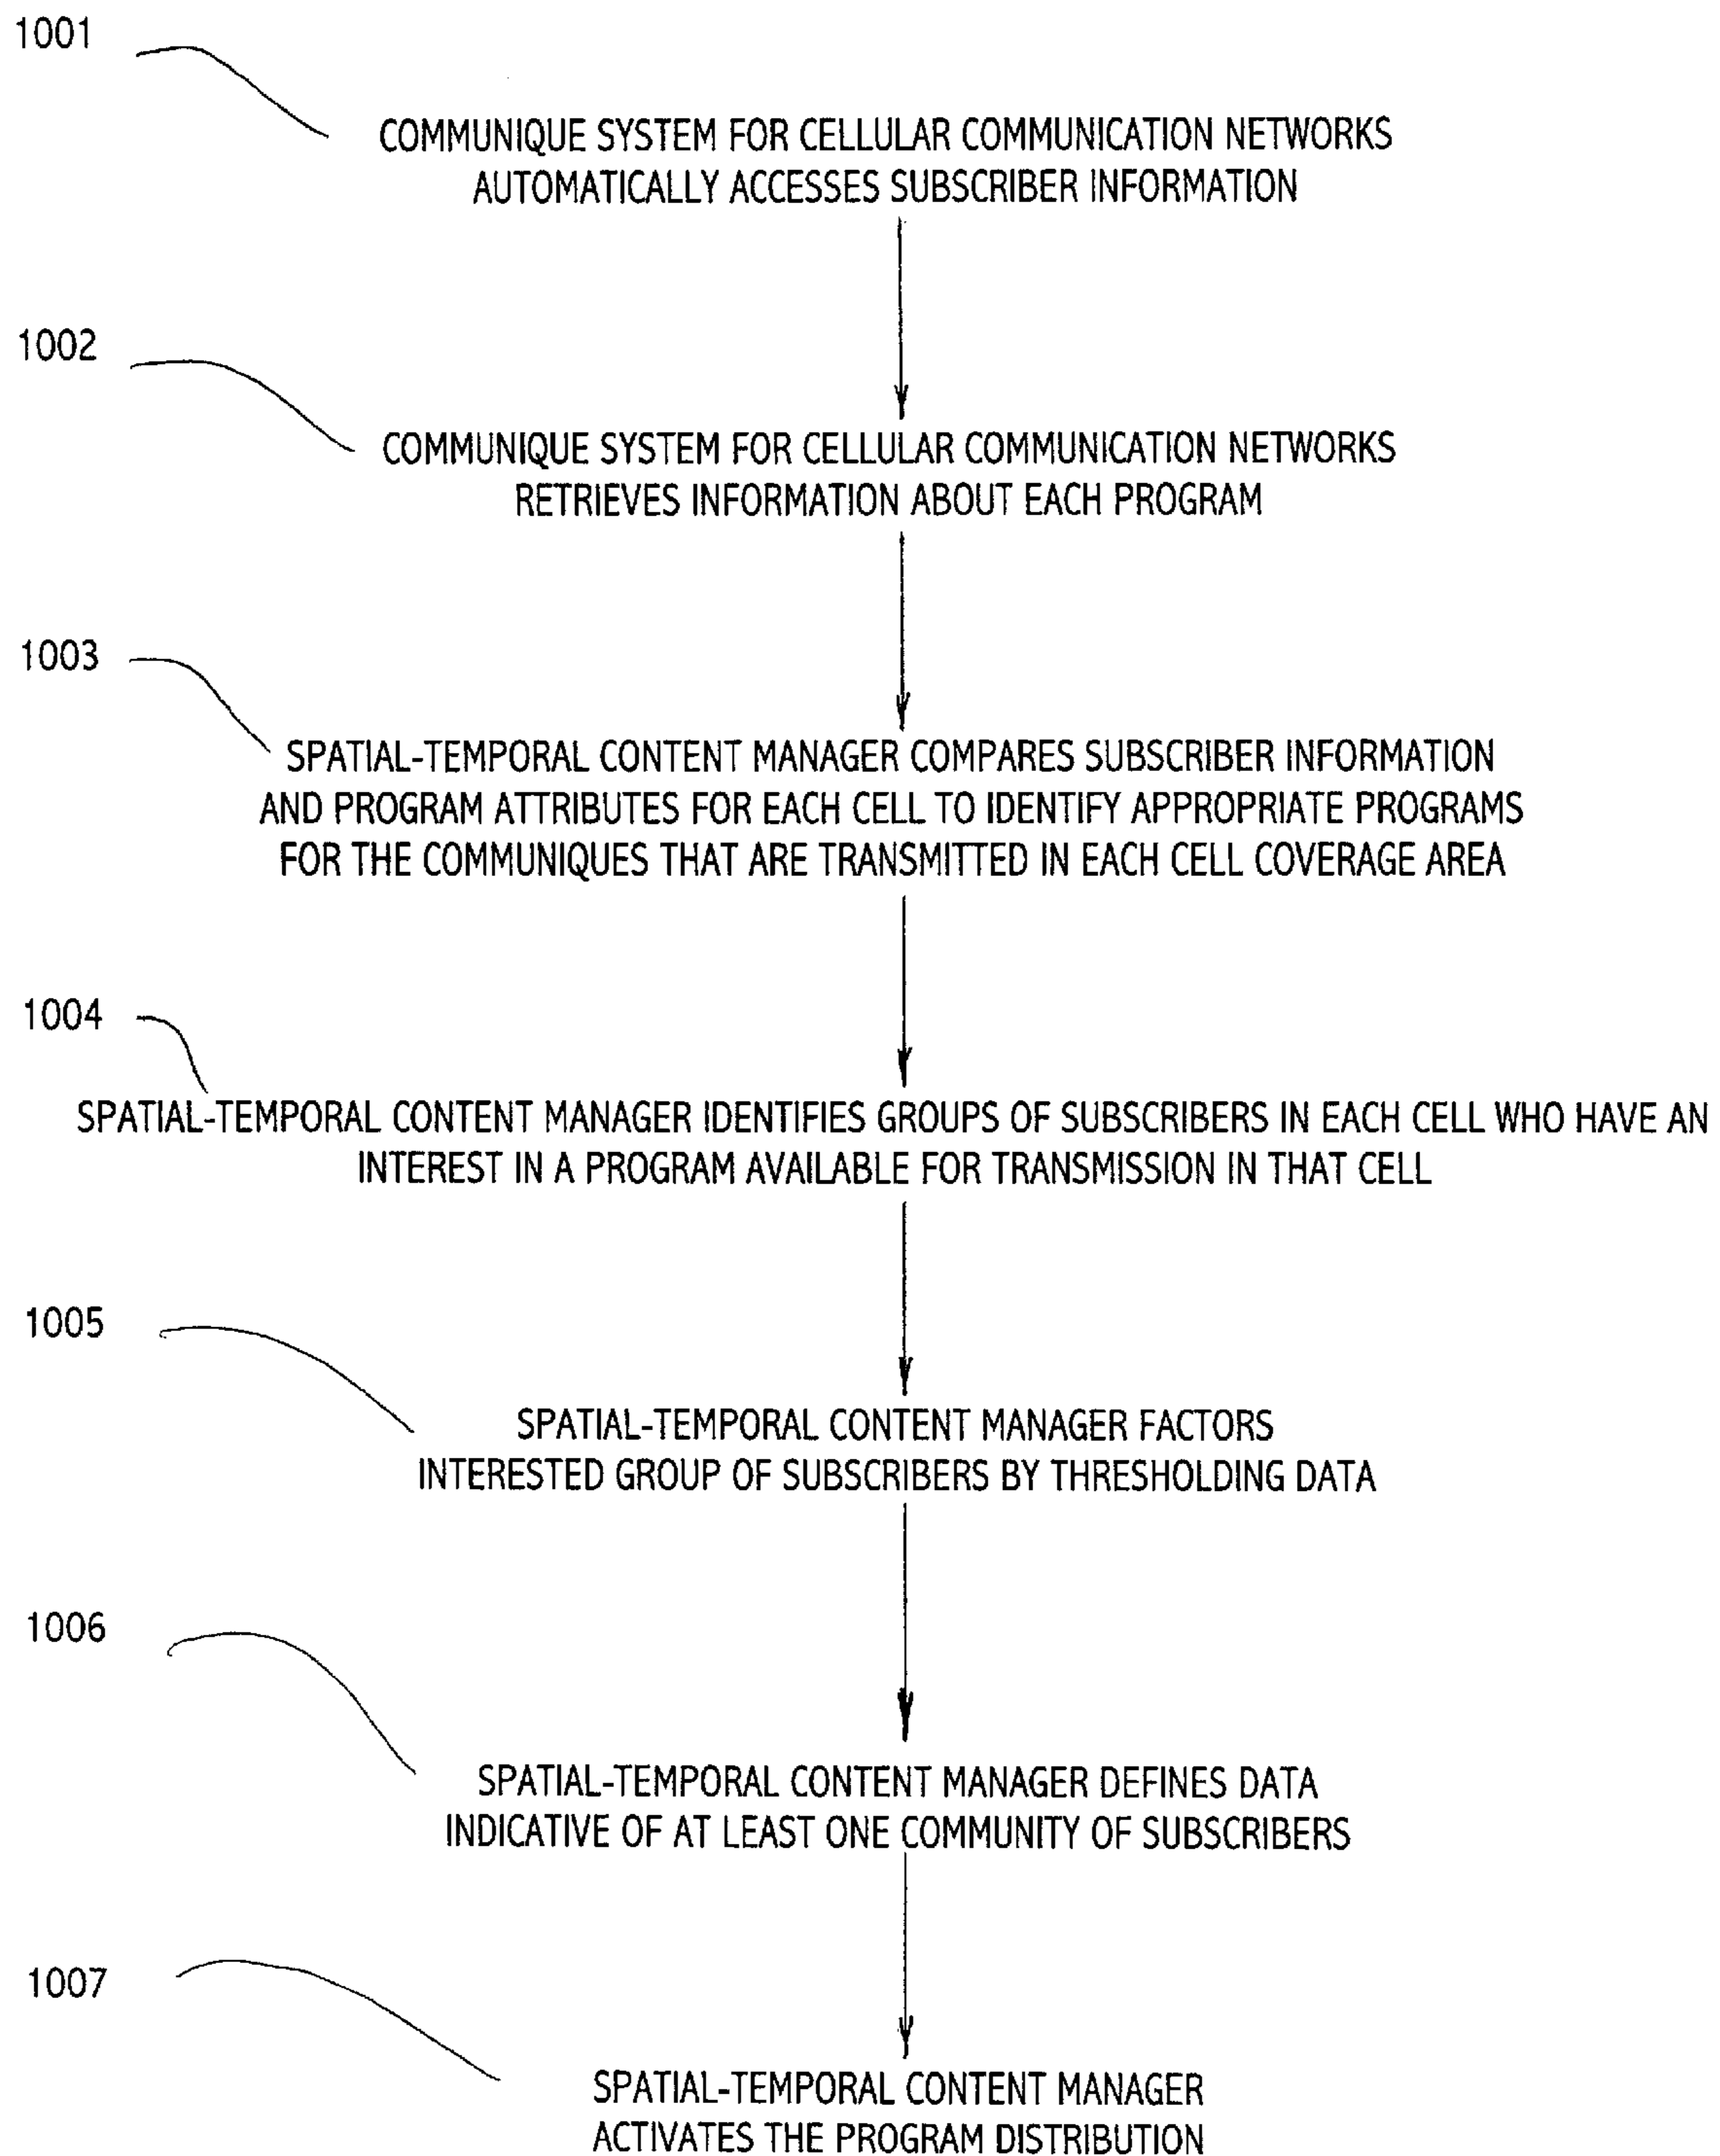 1001
COMMUNIQUE SYSTEM FOR CELLULAR COMMUNICATION NETWORKS
AUTOMATICALLY ACCESSES SUBSCRIBER INFORMATION
1002
COMMUNIQUE SYSTEM FOR CELLULAR COMMUNICATION NETWORKS
RETRIEVES INFORMATION ABOUT EACH PROGRAM
1003
SPATIAL-TEMPORAL CONTENT MANAGER COMPARES SUBSCRIBER INFORMATION
AND PROGRAM ATTRIBUTES FOR EACH CELL TO IDENTIFY APPROPRIATE PROGRAMS
FOR THE COMMUNIQUES THAT ARE TRANSMITTED IN EACH CELL COVERAGE AREA
1004
SPATIAL-TEMPORAL CONTENT MANAGER IDENTIFIES GROUPS OF SUBSCRIBERS IN EACH CELL WHO HAVE AN
INTEREST IN A PROGRAM AVAILABLE FOR TRANSMISSION IN THAT CELL
1005
SPATIAL-TEMPORAL CONTENT MANAGER FACTORS
INTERESTED GROUP OF SUBSCRIBERS BY THRESHOLDING DATA
1006
SPATIAL-TEMPORAL CONTENT MANAGER DEFINES DATA
INDICATIVE OF AT LEAST ONE COMMUNITY OF SUBSCRIBERS
1007
SPATIAL-TEMPORAL CONTENT MANAGER
ACTIVATES THE PROGRAM DISTRIBUTION